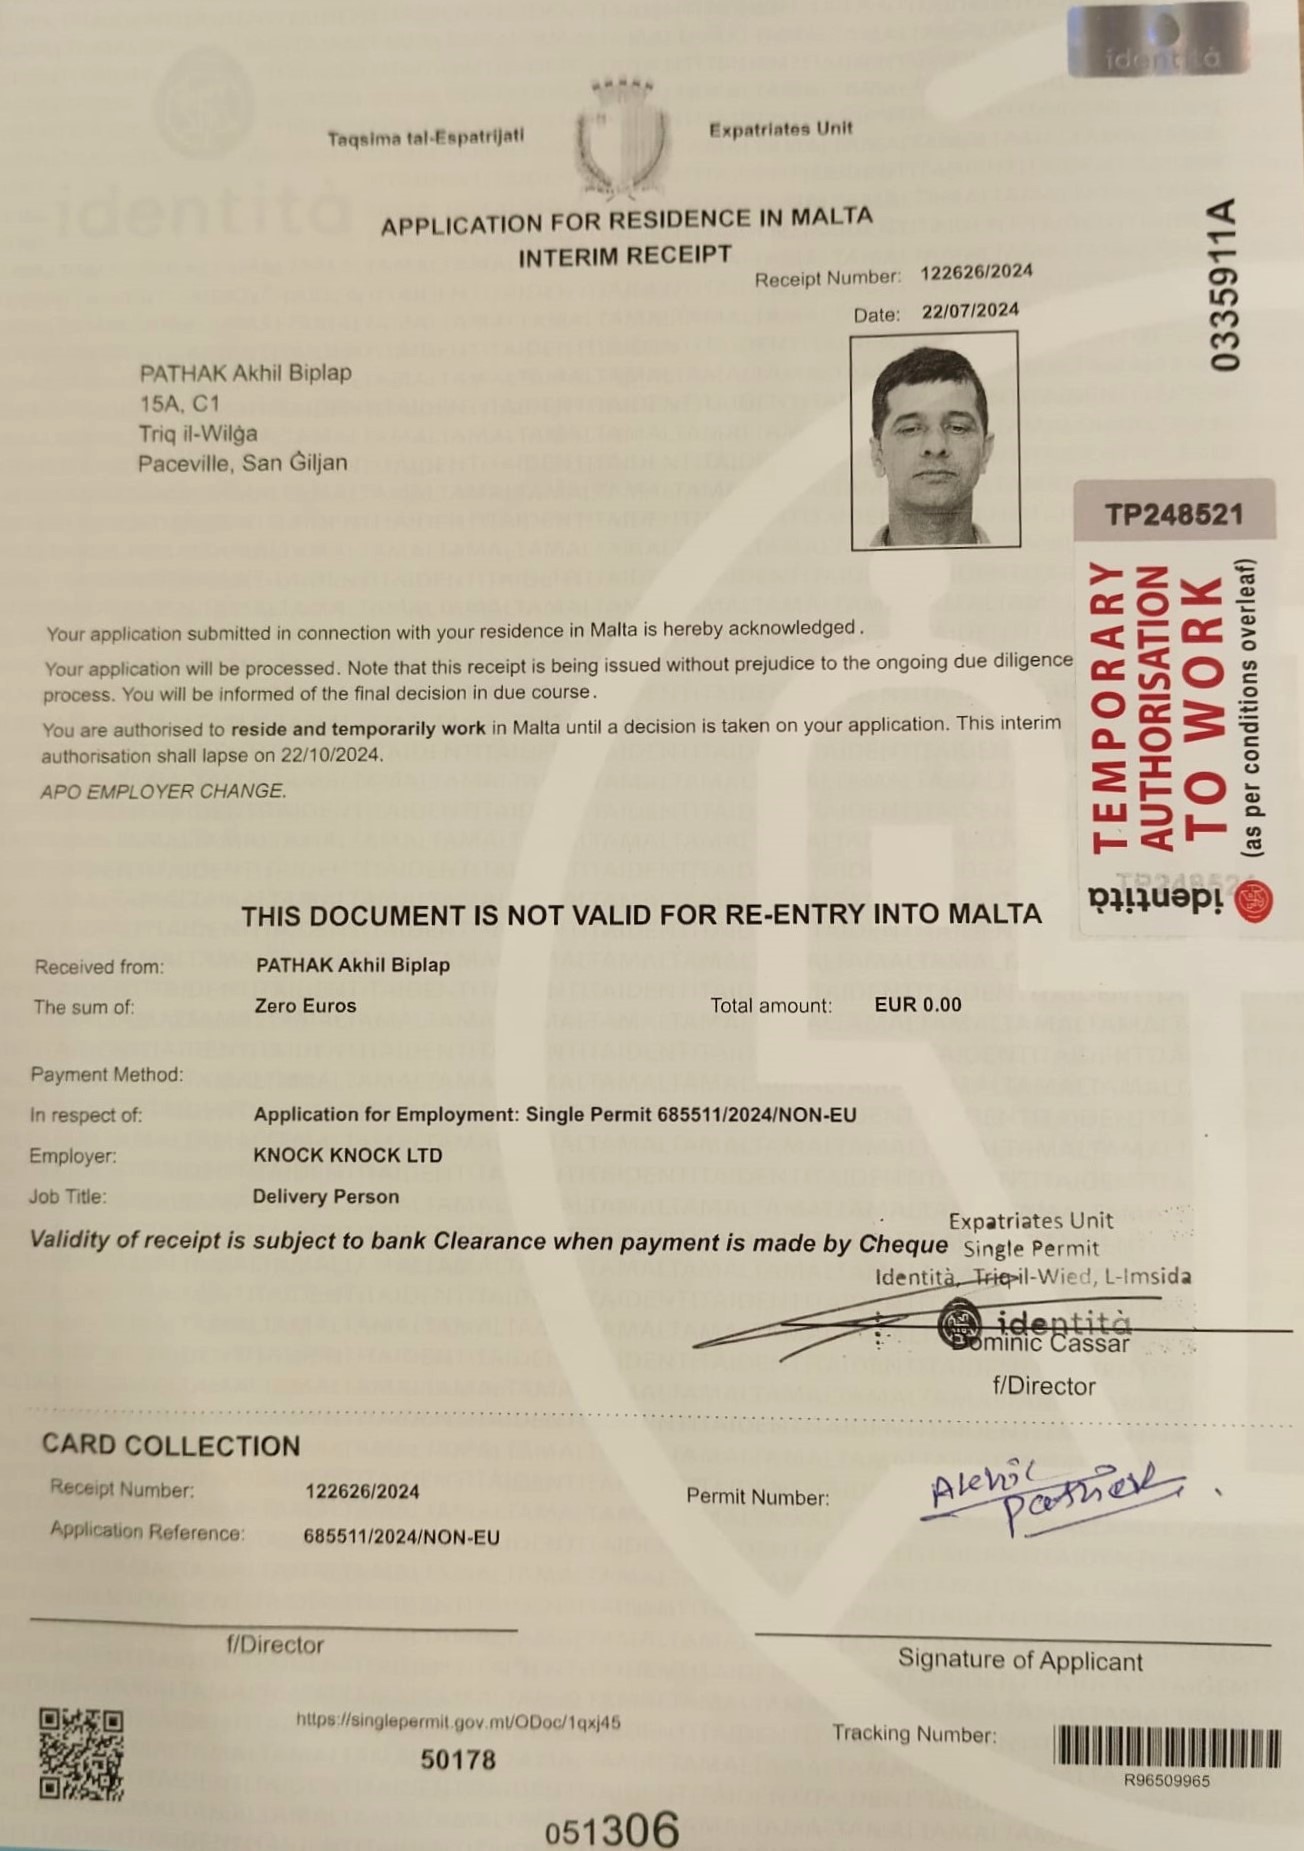 identità
Taqsima tal-Espatrijati
Expatriates Unit
identità
APPLICATION FOR RESIDENCE IN MALTA
INTERIM RECEIPT
Receipt Number: 122626/2024
Date: 22/07/2024
0335911A
PATHAK Akhil Biplap
15A, C1
Triq il-Wilġa
Paceville, San Ġiljan
TP248521
TEMPORARY
AUTHORISATION
TO WORK
(as per conditions overleaf)
TP248521
identità
Your application submitted in connection with your residence in Malta is hereby acknowledged.
Your application will be processed. Note that this receipt is being issued without prejudice to the ongoing due diligence
process. You will be informed of the final decision in due course.
You are authorised to reside and temporarily work in Malta until a decision is taken on your application. This interim
authorisation shall lapse on 22/10/2024.
APO EMPLOYER CHANGE.
THIS DOCUMENT IS NOT VALID FOR RE-ENTRY INTO MALTA
Received from: PATHAK Akhil Biplap
The sum of: Zero Euros Total amount: EUR 0.00
Payment Method:
In respect of: Application for Employment: Single Permit 685511/2024/NON-EU
Employer: KNOCK KNOCK LTD
Job Title: Delivery Person
Validity of receipt is subject to bank Clearance when payment is made by Cheque
Expatriates Unit
Single Permit
Identità, Triq il-Wied, L-Imsida
identità
Dominic Cassar
f/Director
CARD COLLECTION
Receipt Number: 122626/2024
Permit Number:
Akhil
Pathak
Application Reference: 685511/2024/NON-EU
f/Director
Signature of Applicant
https://singlepermit.gov.mt/ODoc/1qxj45
50178
Tracking Number:
R96509965
051306